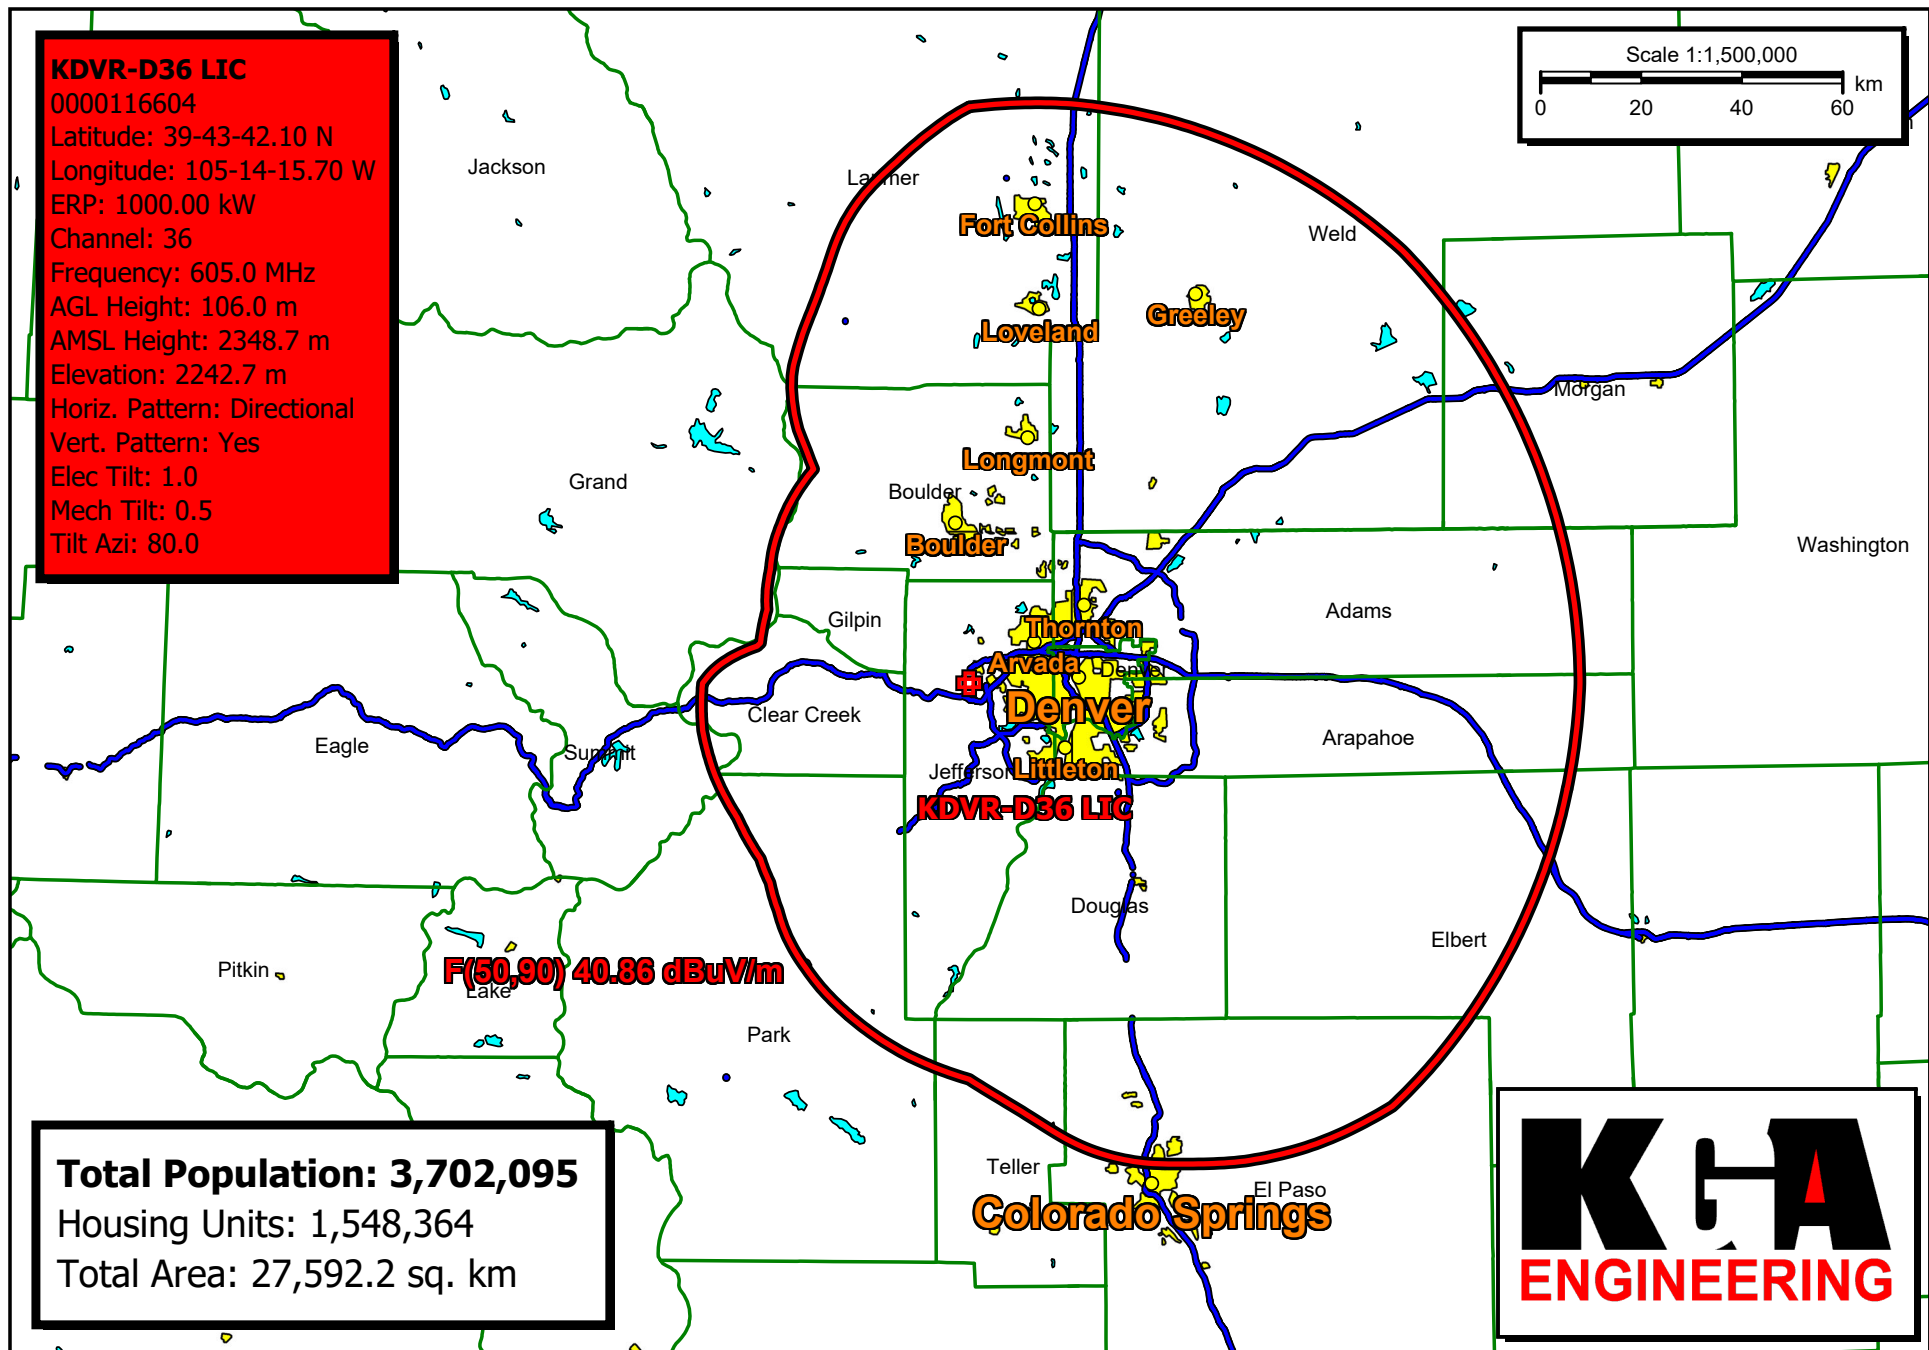 KDVR-D36 LIC
0000116604
Latitude: 39-43-42.10 N
Longitude: 105-14-15.70 W
ERP: 1000.00 kW
Channel: 36
Frequency: 605.0 MHz
AGL Height: 106.0 m
AMSL Height: 2348.7 m
Elevation: 2242.7 m
Horiz. Pattern: Directional
Vert. Pattern: Yes
Elec Tilt: 1.0
Mech Tilt: 0.5
Tilt Azi: 80.0
Scale 1:1,500,000
km
0 20 40 60
Jackson
Larimer
Fort Collins
Weld
Loveland
Greeley
Morgan
Longmont
Grand
Boulder
Boulder
Washington
Gilpin
Thornton
Adams
Arvada
Denver
Denver
Clear Creek
Eagle
Summit
Arapahoe
Jefferson
Littleton
KDVR-D36 LIC
Douglas
Elbert
Pitkin
F(50,90) 40.86 dBuV/m
Lake
Park
Teller
El Paso
Colorado Springs
Total Population: 3,702,095
Housing Units: 1,548,364
Total Area: 27,592.2 sq. km
KGA
ENGINEERING